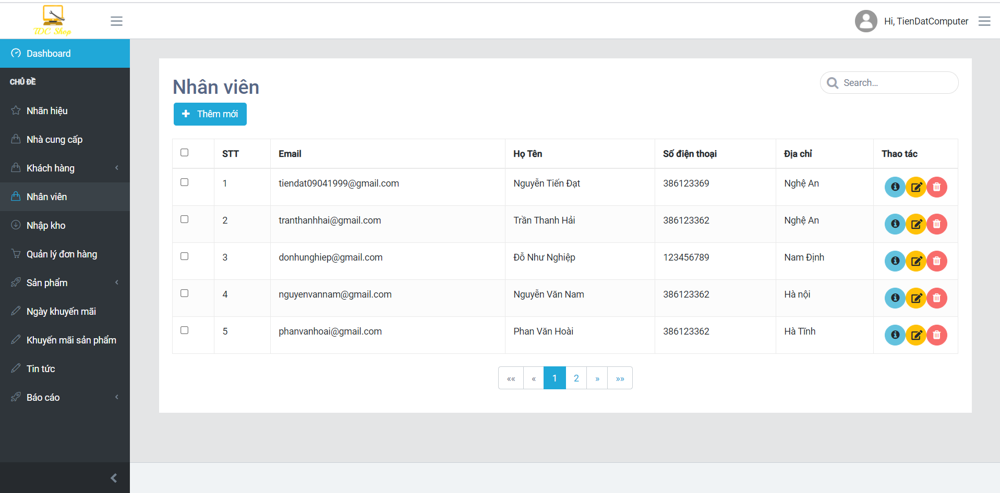 TDC Shop
Hi, TienDatComputer
Dashboard
CHỦ ĐỀ
Nhãn hiệu
Nhà cung cấp
Khách hàng
Nhân viên
Nhập kho
Quản lý đơn hàng
Sản phẩm
Ngày khuyến mãi
Khuyến mãi sản phẩm
Tin tức
Báo cáo
Nhân viên
Search...
Thêm mới
STT Email Họ Tên Số điện thoại Địa chỉ Thao tác
1 tiendat09041999@gmail.com Nguyễn Tiến Đạt 386123369 Nghệ An
2 tranthanhhai@gmail.com Trần Thanh Hải 386123362 Nghệ An
3 donhunghiep@gmail.com Đỗ Như Nghiệp 123456789 Nam Định
4 nguyenvannam@gmail.com Nguyễn Văn Nam 386123362 Hà nội
5 phanvanhoai@gmail.com Phan Văn Hoài 386123362 Hà Tĩnh
«« « 1 2 » »»